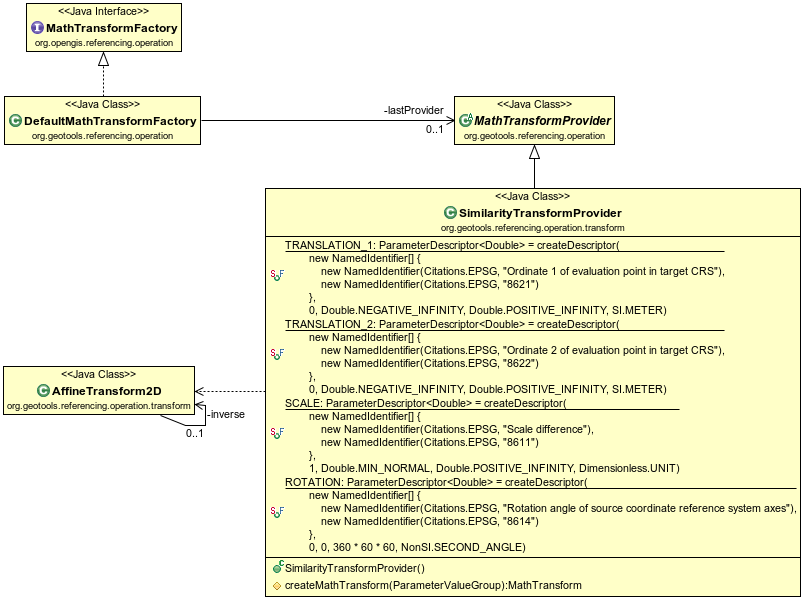 <<Java Interface>>
MathTransformFactory
org.opengis.referencing.operation
<<Java Class>>
DefaultMathTransformFactory
org.geotools.referencing.operation
-lastProvider
0..1
<<Java Class>>
MathTransformProvider
org.geotools.referencing.operation
<<Java Class>>
SimilarityTransformProvider
org.geotools.referencing.operation.transform
TRANSLATION_1: ParameterDescriptor<Double> = createDescriptor(
new NamedIdentifier[] {
new NamedIdentifier(Citations.EPSG, "Ordinate 1 of evaluation point in target CRS"),
new NamedIdentifier(Citations.EPSG, "8621")
},
0, Double.NEGATIVE_INFINITY, Double.POSITIVE_INFINITY, SI.METER)
TRANSLATION_2: ParameterDescriptor<Double> = createDescriptor(
new NamedIdentifier[] {
new NamedIdentifier(Citations.EPSG, "Ordinate 2 of evaluation point in target CRS"),
new NamedIdentifier(Citations.EPSG, "8622")
},
0, Double.NEGATIVE_INFINITY, Double.POSITIVE_INFINITY, SI.METER)
SCALE: ParameterDescriptor<Double> = createDescriptor(
new NamedIdentifier[] {
new NamedIdentifier(Citations.EPSG, "Scale difference"),
new NamedIdentifier(Citations.EPSG, "8611")
},
1, Double.MIN_NORMAL, Double.POSITIVE_INFINITY, Dimensionless.UNIT)
ROTATION: ParameterDescriptor<Double> = createDescriptor(
new NamedIdentifier[] {
new NamedIdentifier(Citations.EPSG, "Rotation angle of source coordinate reference system axes"),
new NamedIdentifier(Citations.EPSG, "8614")
},
0, 0, 360 * 60 * 60, NonSI.SECOND_ANGLE)
SimilarityTransformProvider()
createMathTransform(ParameterValueGroup):MathTransform
<<Java Class>>
AffineTransform2D
org.geotools.referencing.operation.transform
-inverse
0..1